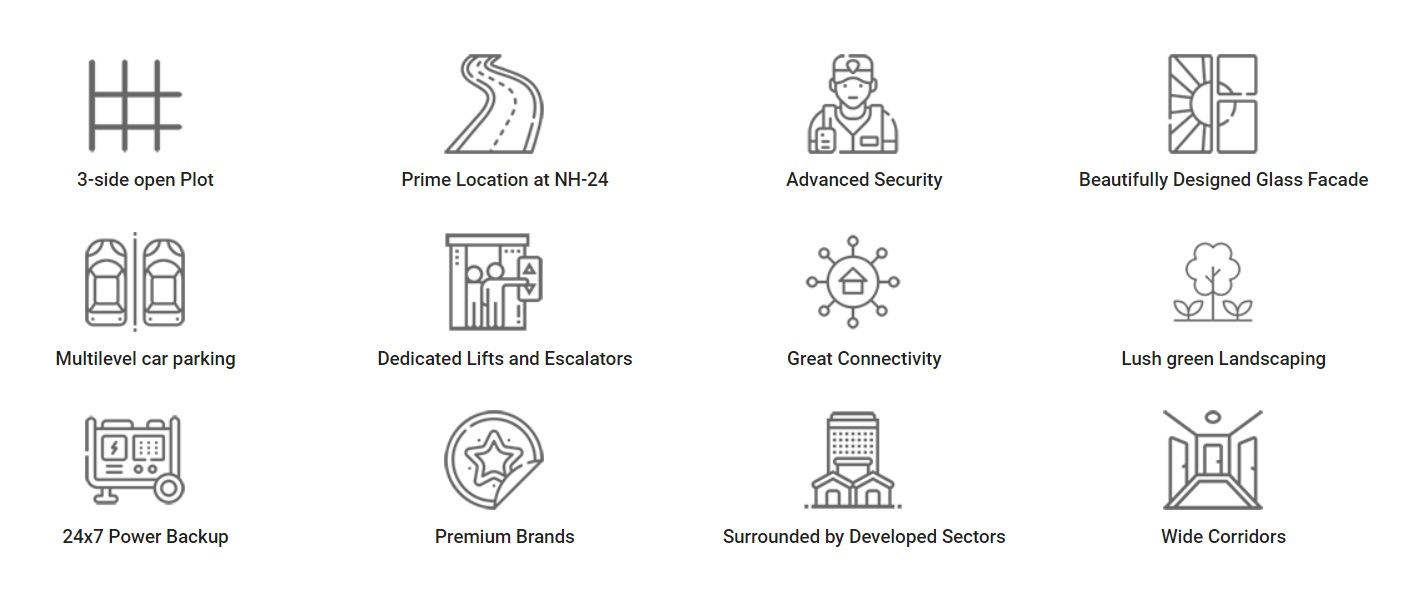 3-side open Plot
Prime Location at NH-24
Advanced Security
Beautifully Designed Glass Facade
Multilevel car parking
Dedicated Lifts and Escalators
Great Connectivity
Lush green Landscaping
24x7 Power Backup
Premium Brands
Surrounded by Developed Sectors
Wide Corridors